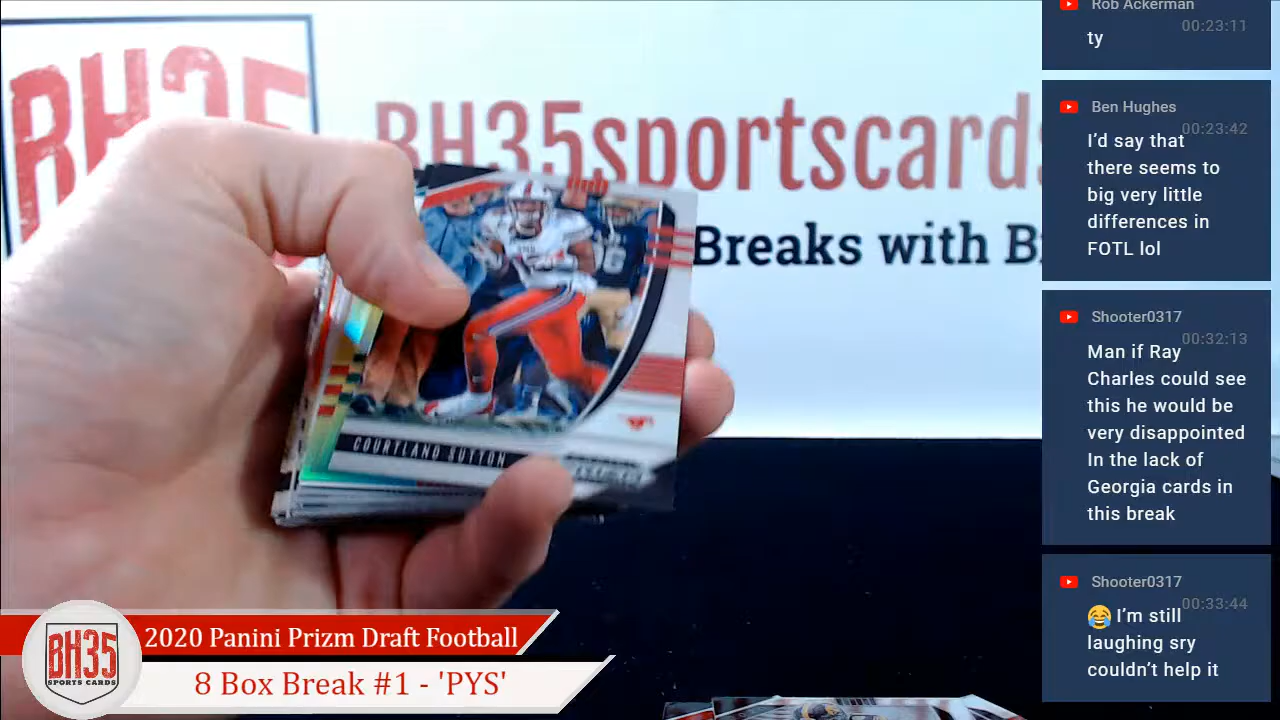 BH35
BH35sportscards
Breaks with B
COURTLAND SUTTON
BH35
SPORTS CARDS
2020 Panini Prizm Draft Football
8 Box Break #1 - 'PYS'
Rob Ackerman
00:23:11
ty
Ben Hughes
00:23:42
I'd say that
there seems to
big very little
differences in
FOTL lol
Shooter0317
00:32:13
Man if Ray
Charles could see
this he would be
very disappointed
In the lack of
Georgia cards in
this break
Shooter0317
00:33:44
😂 I'm still
laughing sry
couldn't help it